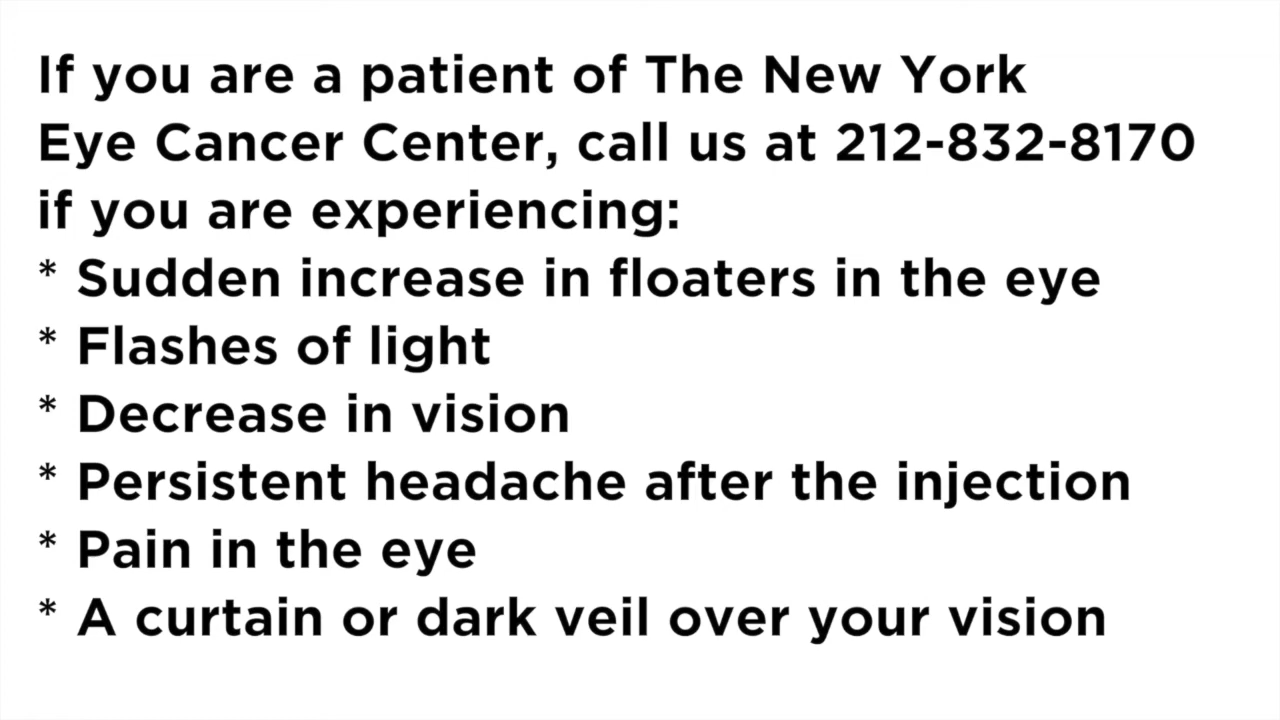 If you are a patient of The New York
Eye Cancer Center, call us at 212-832-8170
if you are experiencing:
* Sudden increase in floaters in the eye
* Flashes of light
* Decrease in vision
* Persistent headache after the injection
* Pain in the eye
* A curtain or dark veil over your vision